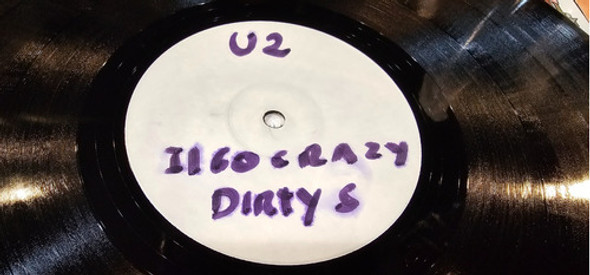 U2
I'll GO CRAZY
DIRTY S